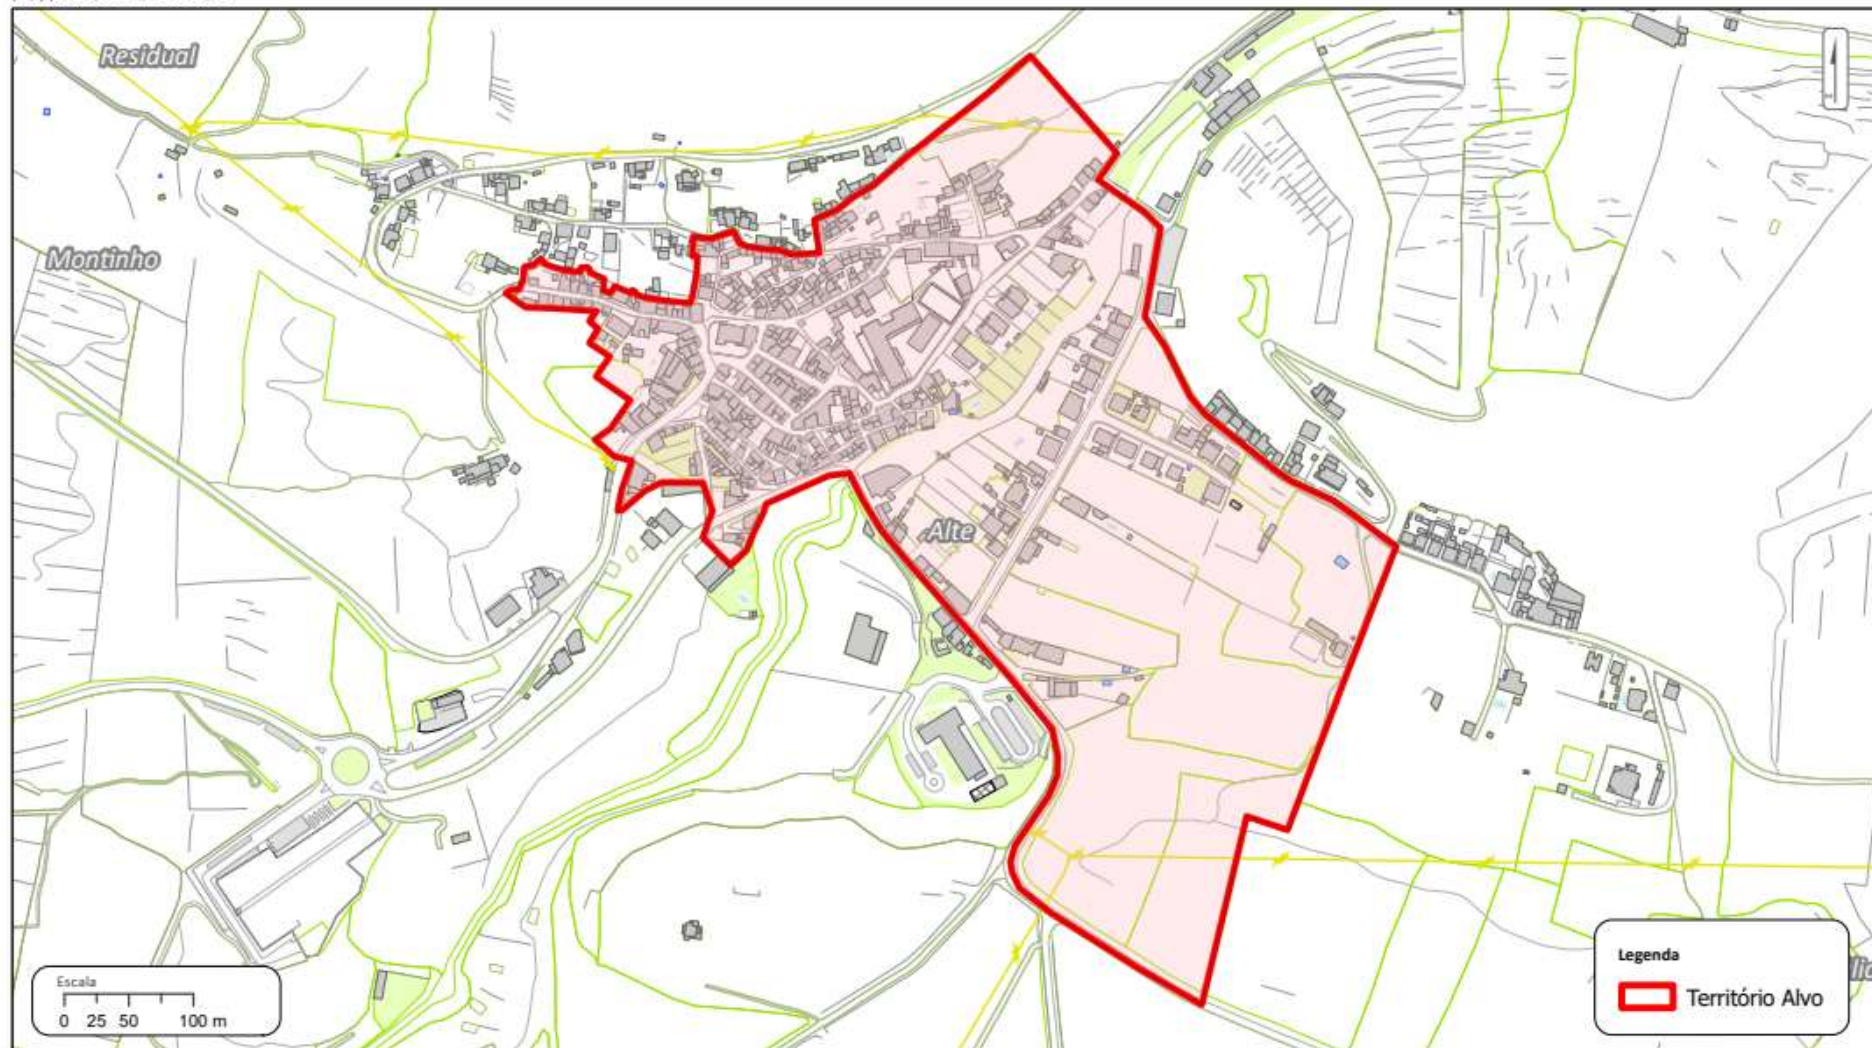 Residual
Montinho
Alte
Escala
0 25 50 100 m
Legenda
Território Alvo